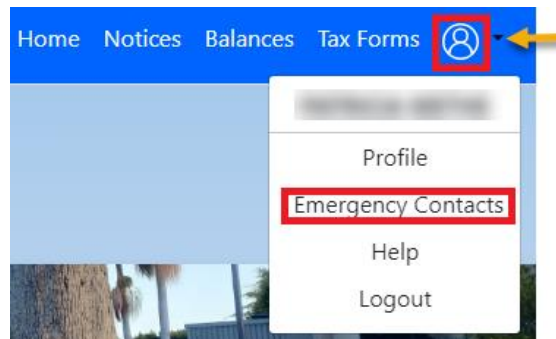 Home Notices Balances Tax Forms
Profile
Emergency Contacts
Help
Logout